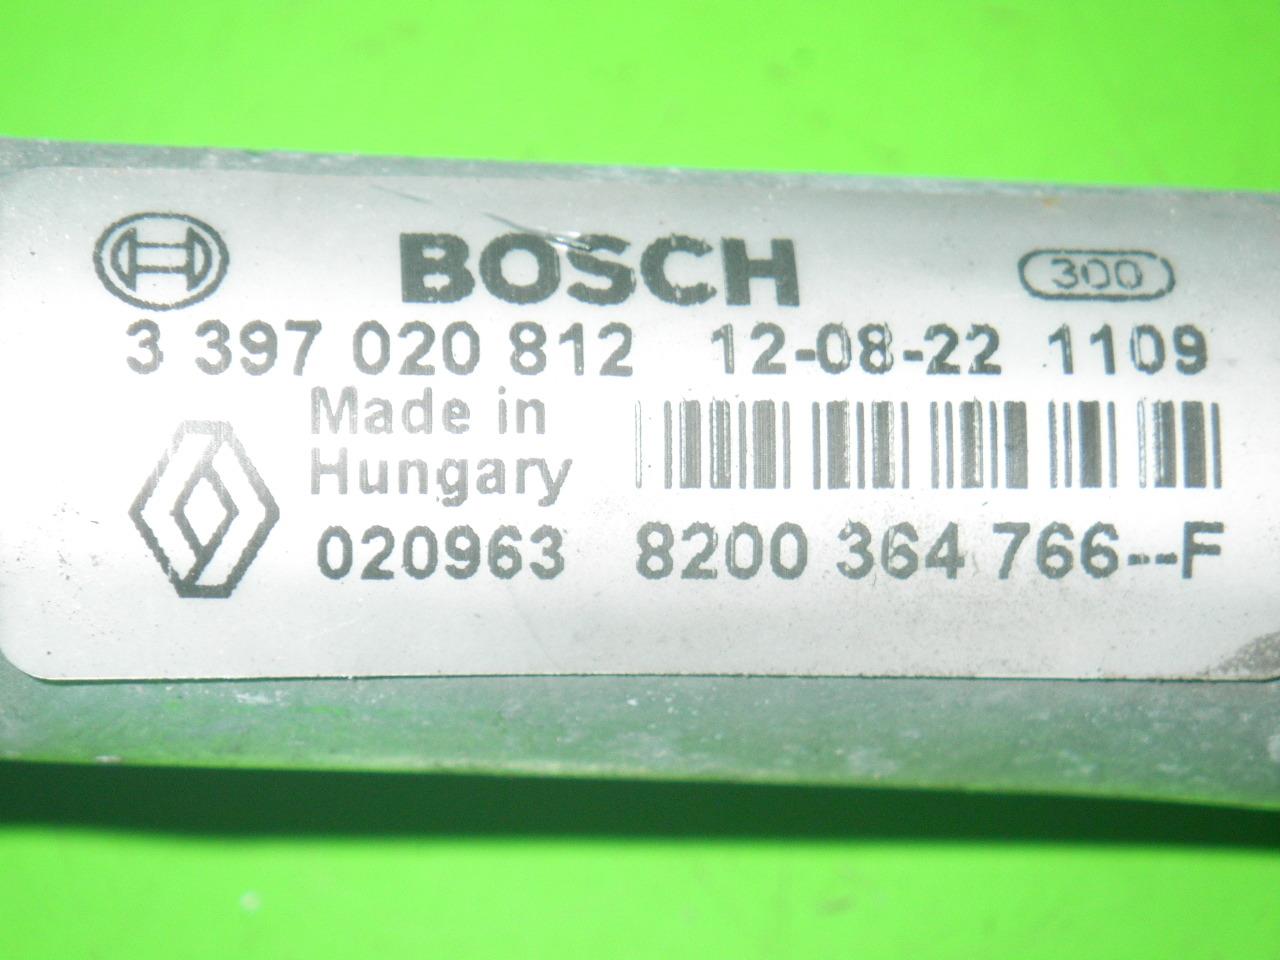 BOSCH 300
3 397 020 812 12-08-22 1109
Made in
Hungary
020963 8200 364 766--F